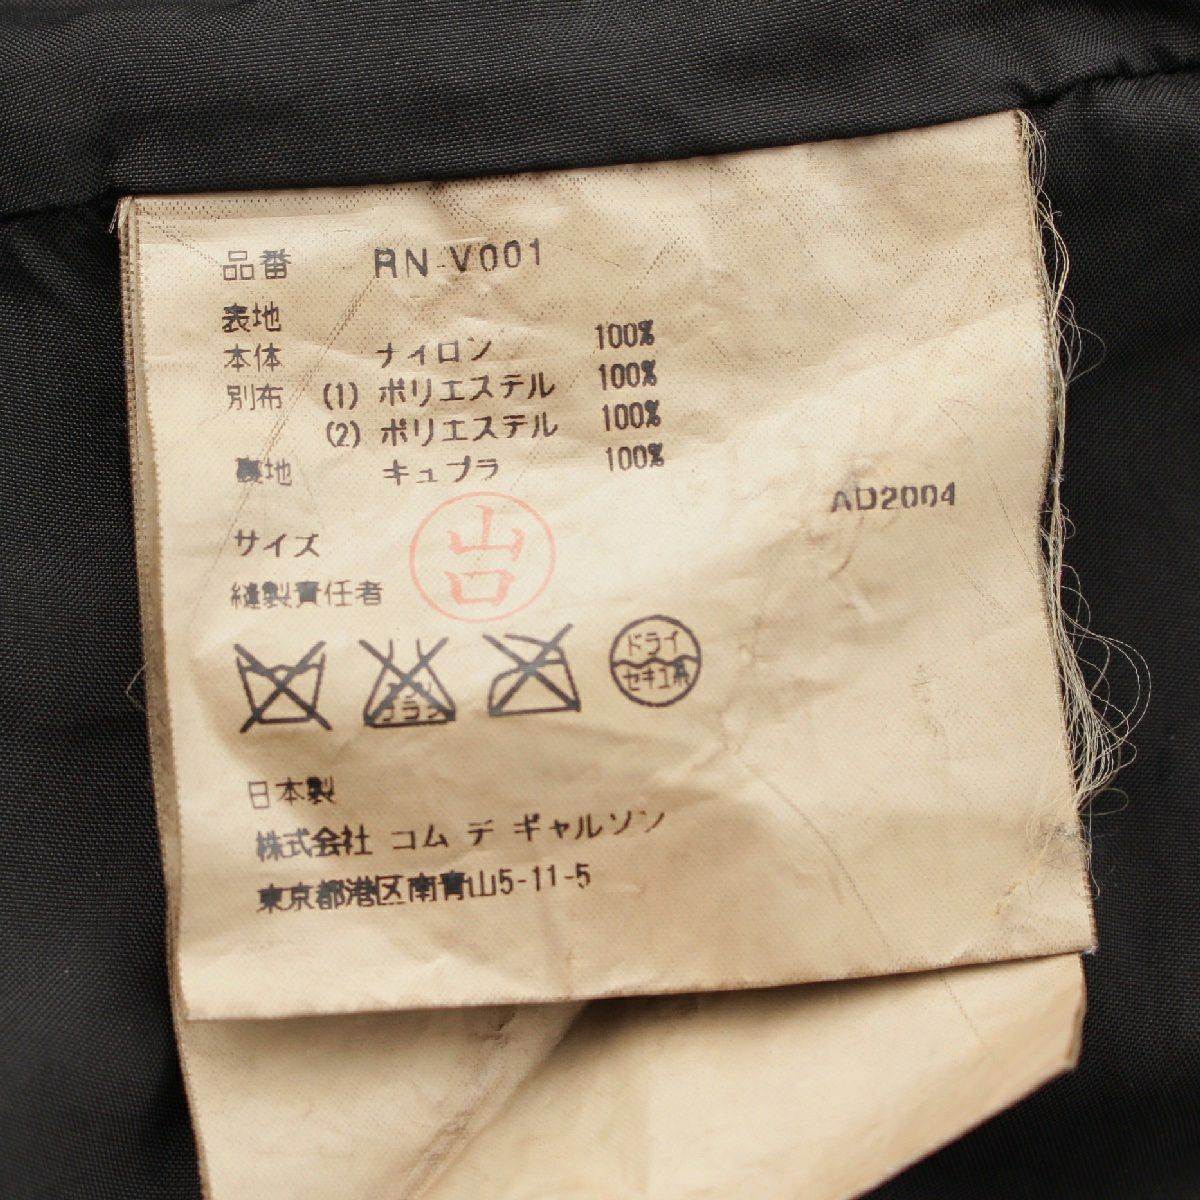 品番 RN-V001
表地
本体 ナイロン 100%
別布 (1) ポリエステル 100%
(2) ポリエステル 100%
裏地 キュプラ 100%
AD2004
サイズ
山口
縫製責任者
ドライ
セキユ系
日本製
株式会社 コム デ ギャルソン
東京都港区南青山5-11-5